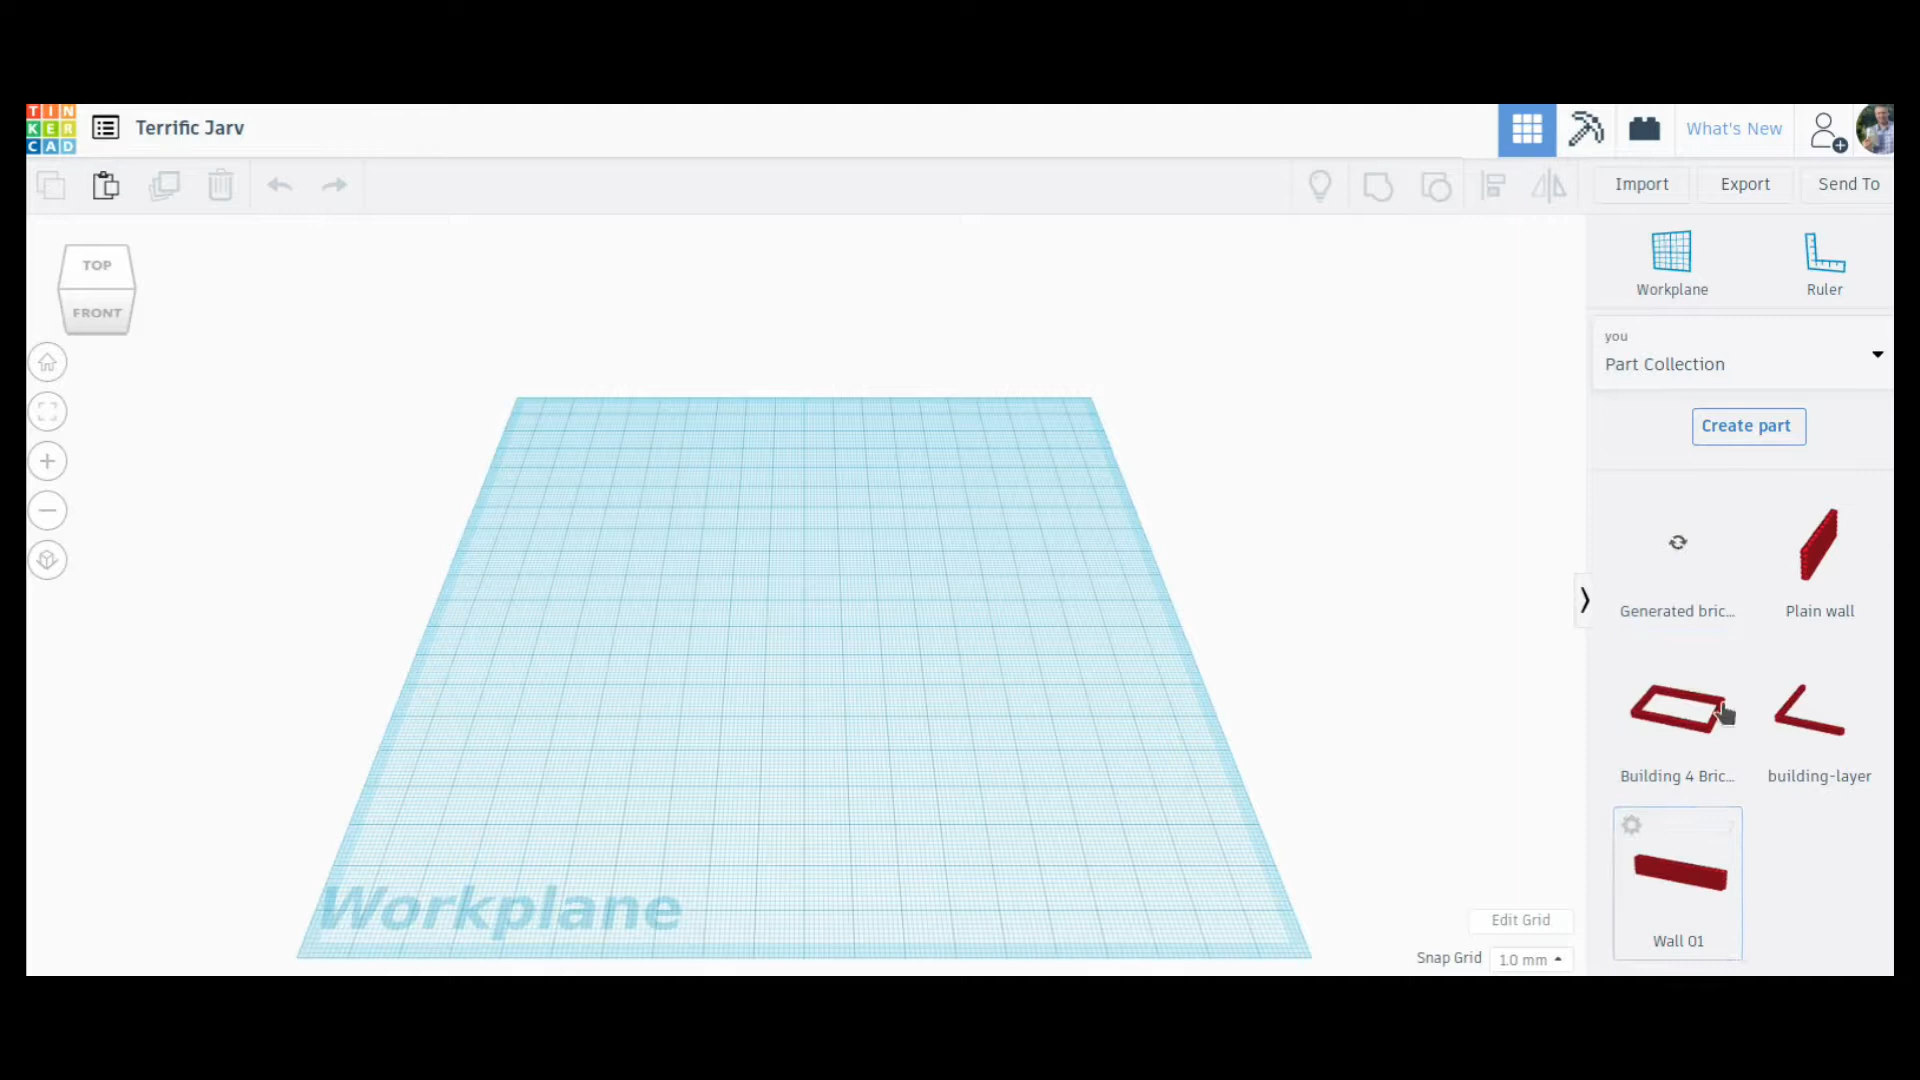 TIN
KER
CAD
Terrific Jarv
What's New
Import
Export
Send To
TOP
FRONT
Workplane
Ruler
you
Part Collection
Create part
Generated bric...
Plain wall
Building 4 Bric...
building-layer
Wall 01
Workplane
Edit Grid
Snap Grid
1.0 mm